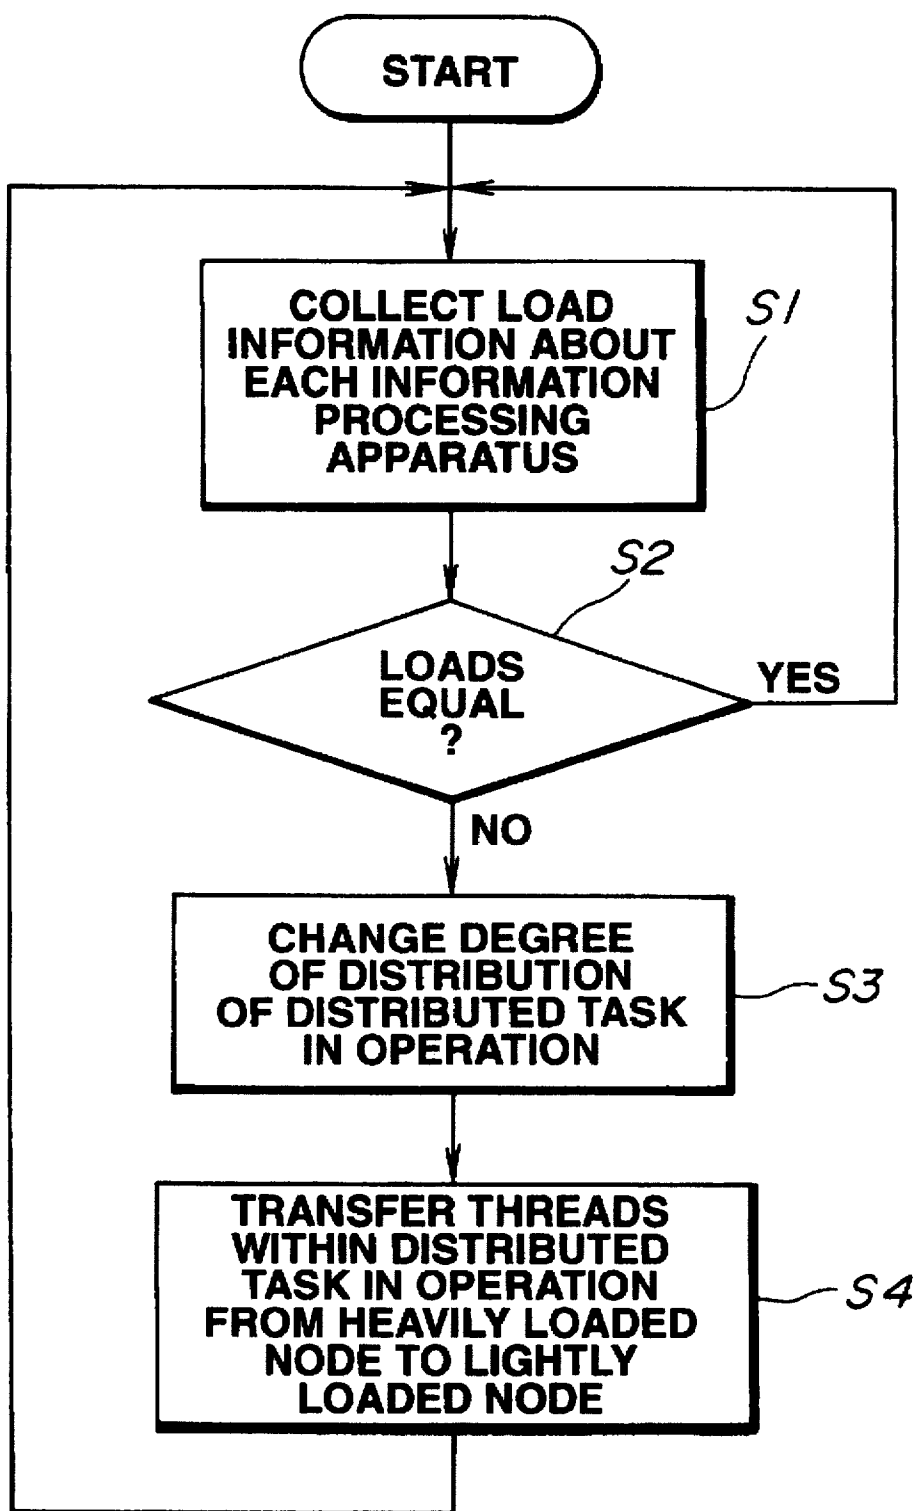 START
COLLECT LOAD
INFORMATION ABOUT
EACH INFORMATION
PROCESSING
APPARATUS
S1
S2
LOADS
EQUAL
?
YES
NO
CHANGE DEGREE
OF DISTRIBUTION
OF DISTRIBUTED TASK
IN OPERATION
S3
TRANSFER THREADS
WITHIN DISTRIBUTED
TASK IN OPERATION
FROM HEAVILY LOADED
NODE TO LIGHTLY
LOADED NODE
S4